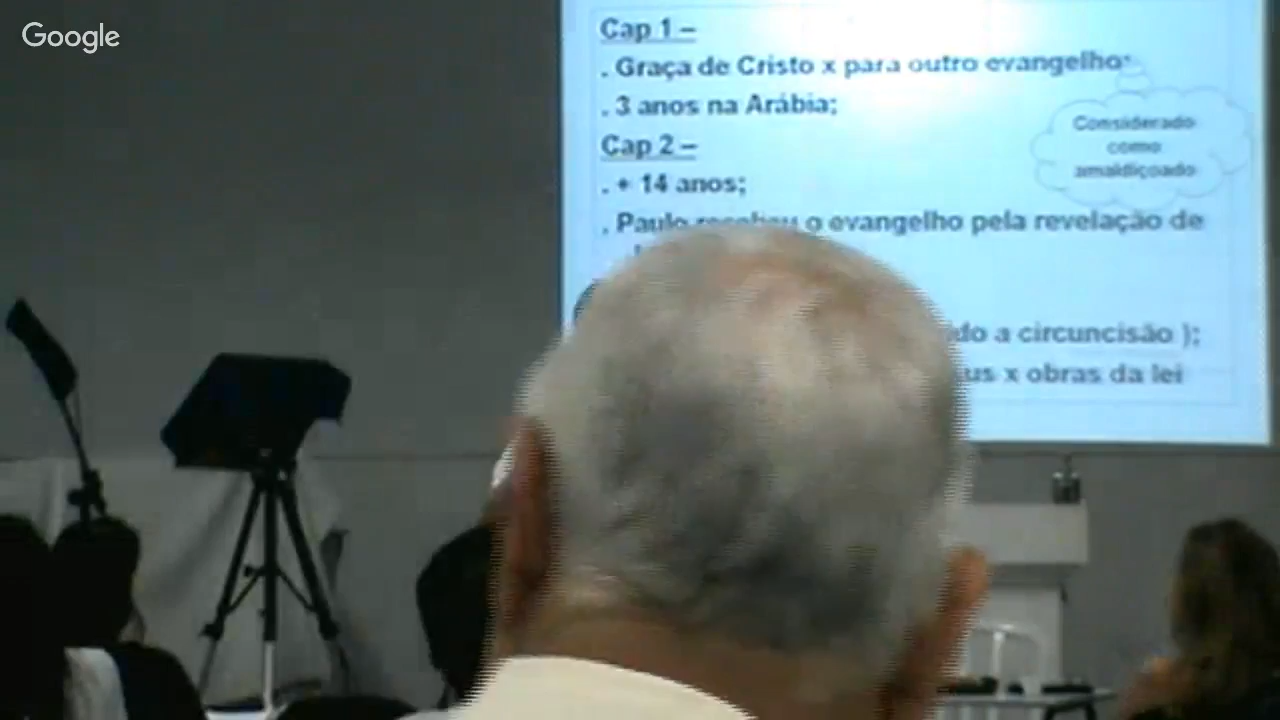 Google
Cap 1 –
. Graça de Cristo x para outro evangelho;
. 3 anos na Arábia;
Considerado
como
amaldiçoado
Cap 2 –
. + 14 anos;
. Paulo recebeu o evangelho pela revelação de
a circuncisão );
x obras da lei